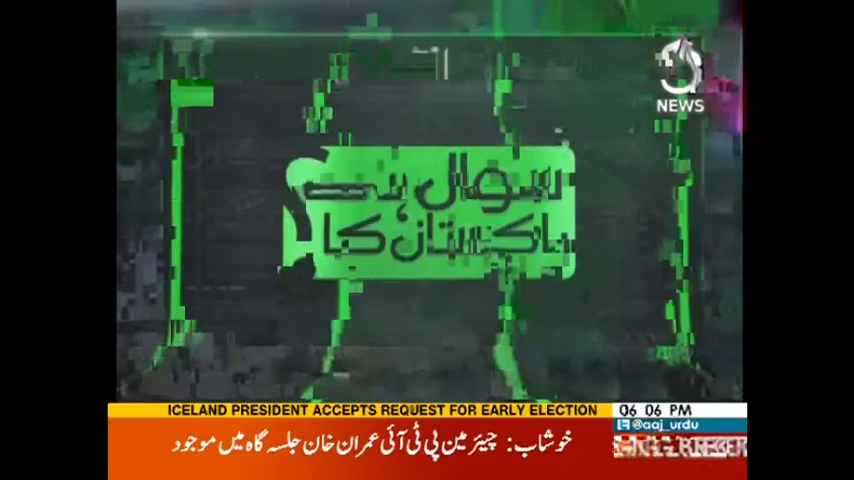 NEWS
سوال ہے
پاکستان کا
ICELAND PRESIDENT ACCEPTS REQUEST FOR EARLY ELECTION
06 06 PM
@aaj_urdu
خوشاب: چیئرمین پی ٹی آئی عمران خان جلسہ گاہ میں موجود